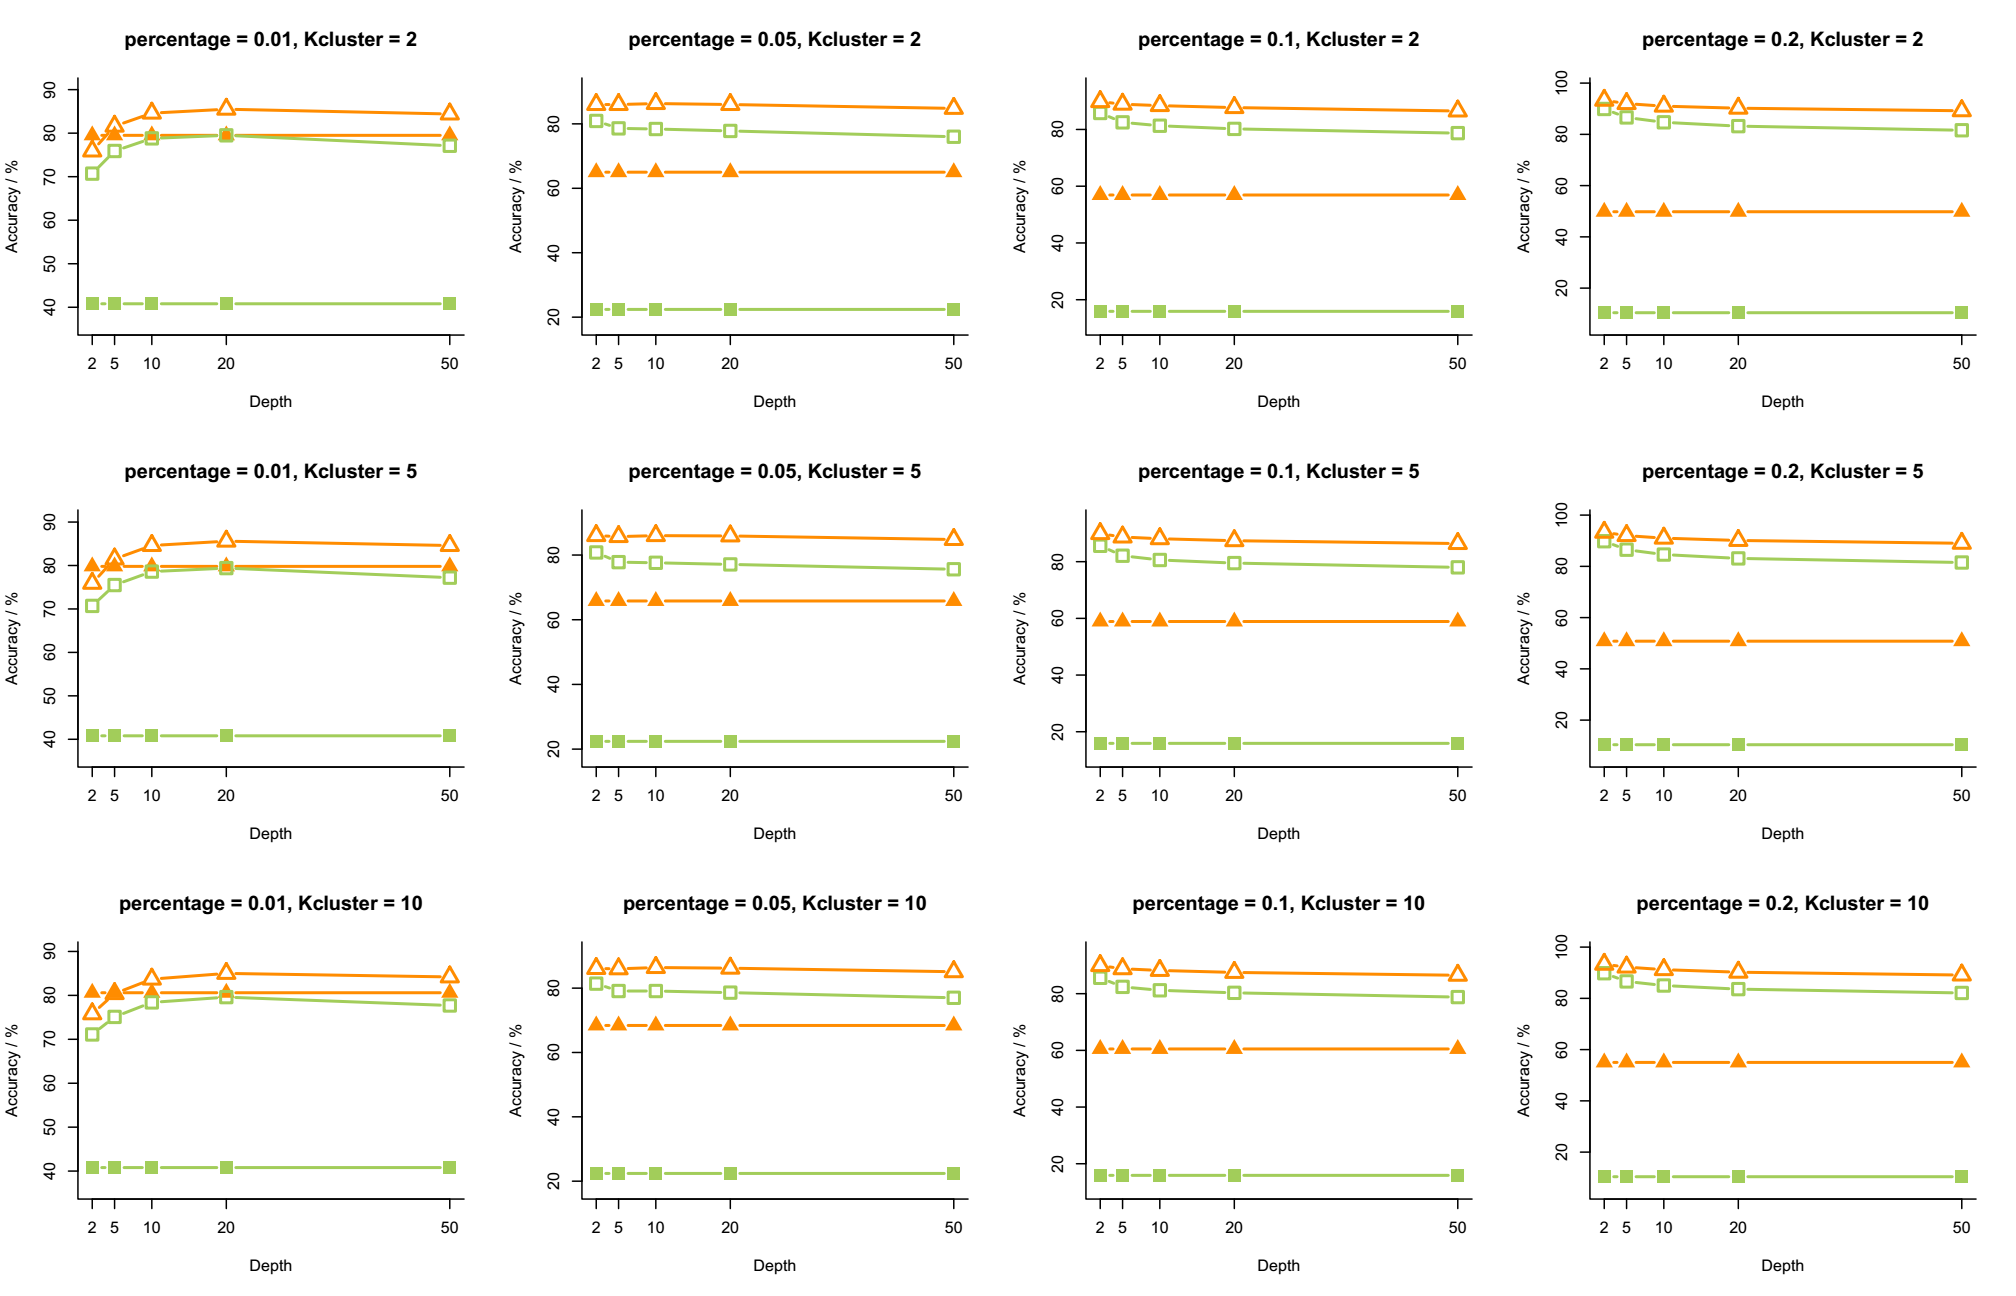 percentage = 0.01, Kcluster = 2
Accuracy / %
90
80
70
60
50
40
2 5 10 20 50
Depth
percentage = 0.05, Kcluster = 2
Accuracy / %
80
60
40
20
2 5 10 20 50
Depth
percentage = 0.1, Kcluster = 2
Accuracy / %
80
60
40
20
2 5 10 20 50
Depth
percentage = 0.2, Kcluster = 2
Accuracy / %
100
80
60
40
20
2 5 10 20 50
Depth
percentage = 0.01, Kcluster = 5
Accuracy / %
90
80
70
60
50
40
2 5 10 20 50
Depth
percentage = 0.05, Kcluster = 5
Accuracy / %
80
60
40
20
2 5 10 20 50
Depth
percentage = 0.1, Kcluster = 5
Accuracy / %
80
60
40
20
2 5 10 20 50
Depth
percentage = 0.2, Kcluster = 5
Accuracy / %
100
80
60
40
20
2 5 10 20 50
Depth
percentage = 0.01, Kcluster = 10
Accuracy / %
90
80
70
60
50
40
2 5 10 20 50
Depth
percentage = 0.05, Kcluster = 10
Accuracy / %
80
60
40
20
2 5 10 20 50
Depth
percentage = 0.1, Kcluster = 10
Accuracy / %
80
60
40
20
2 5 10 20 50
Depth
percentage = 0.2, Kcluster = 10
Accuracy / %
100
80
60
40
20
2 5 10 20 50
Depth